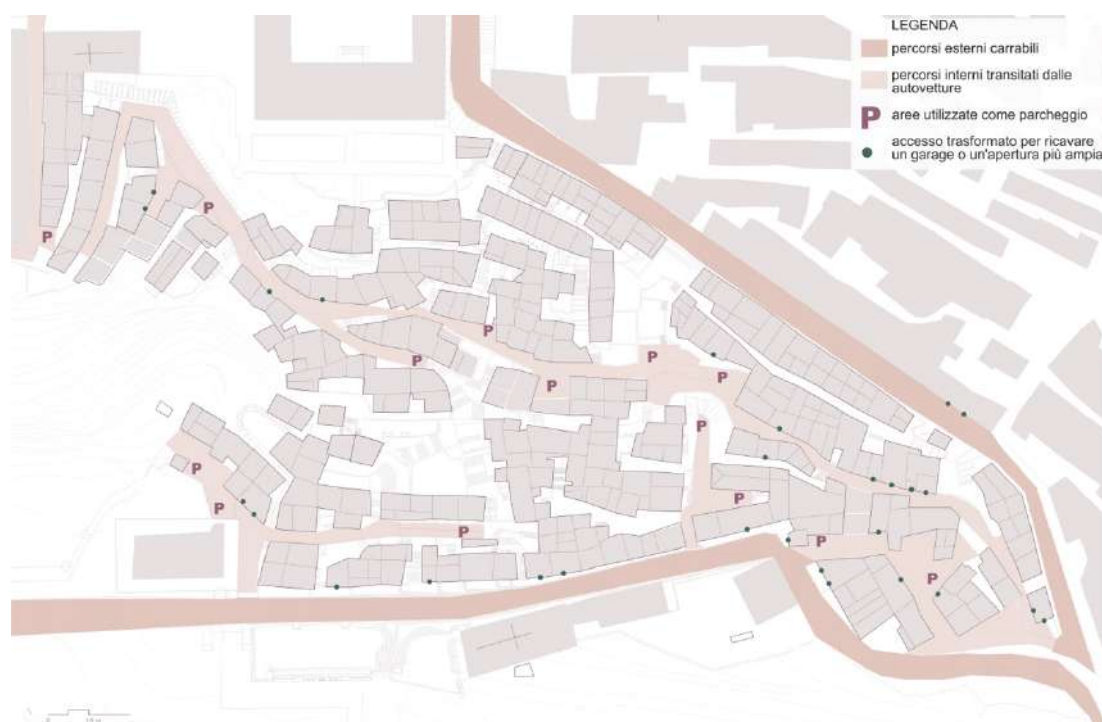 LEGENDA
percorsi esterni carrabili
percorsi interni transitati dalle
autovetture
P aree utilizzate come parcheggio
accesso trasformato per ricavare
un garage o un'apertura più ampia
P
P
P
P
P
P
P
P
P
P
P
P
P
P